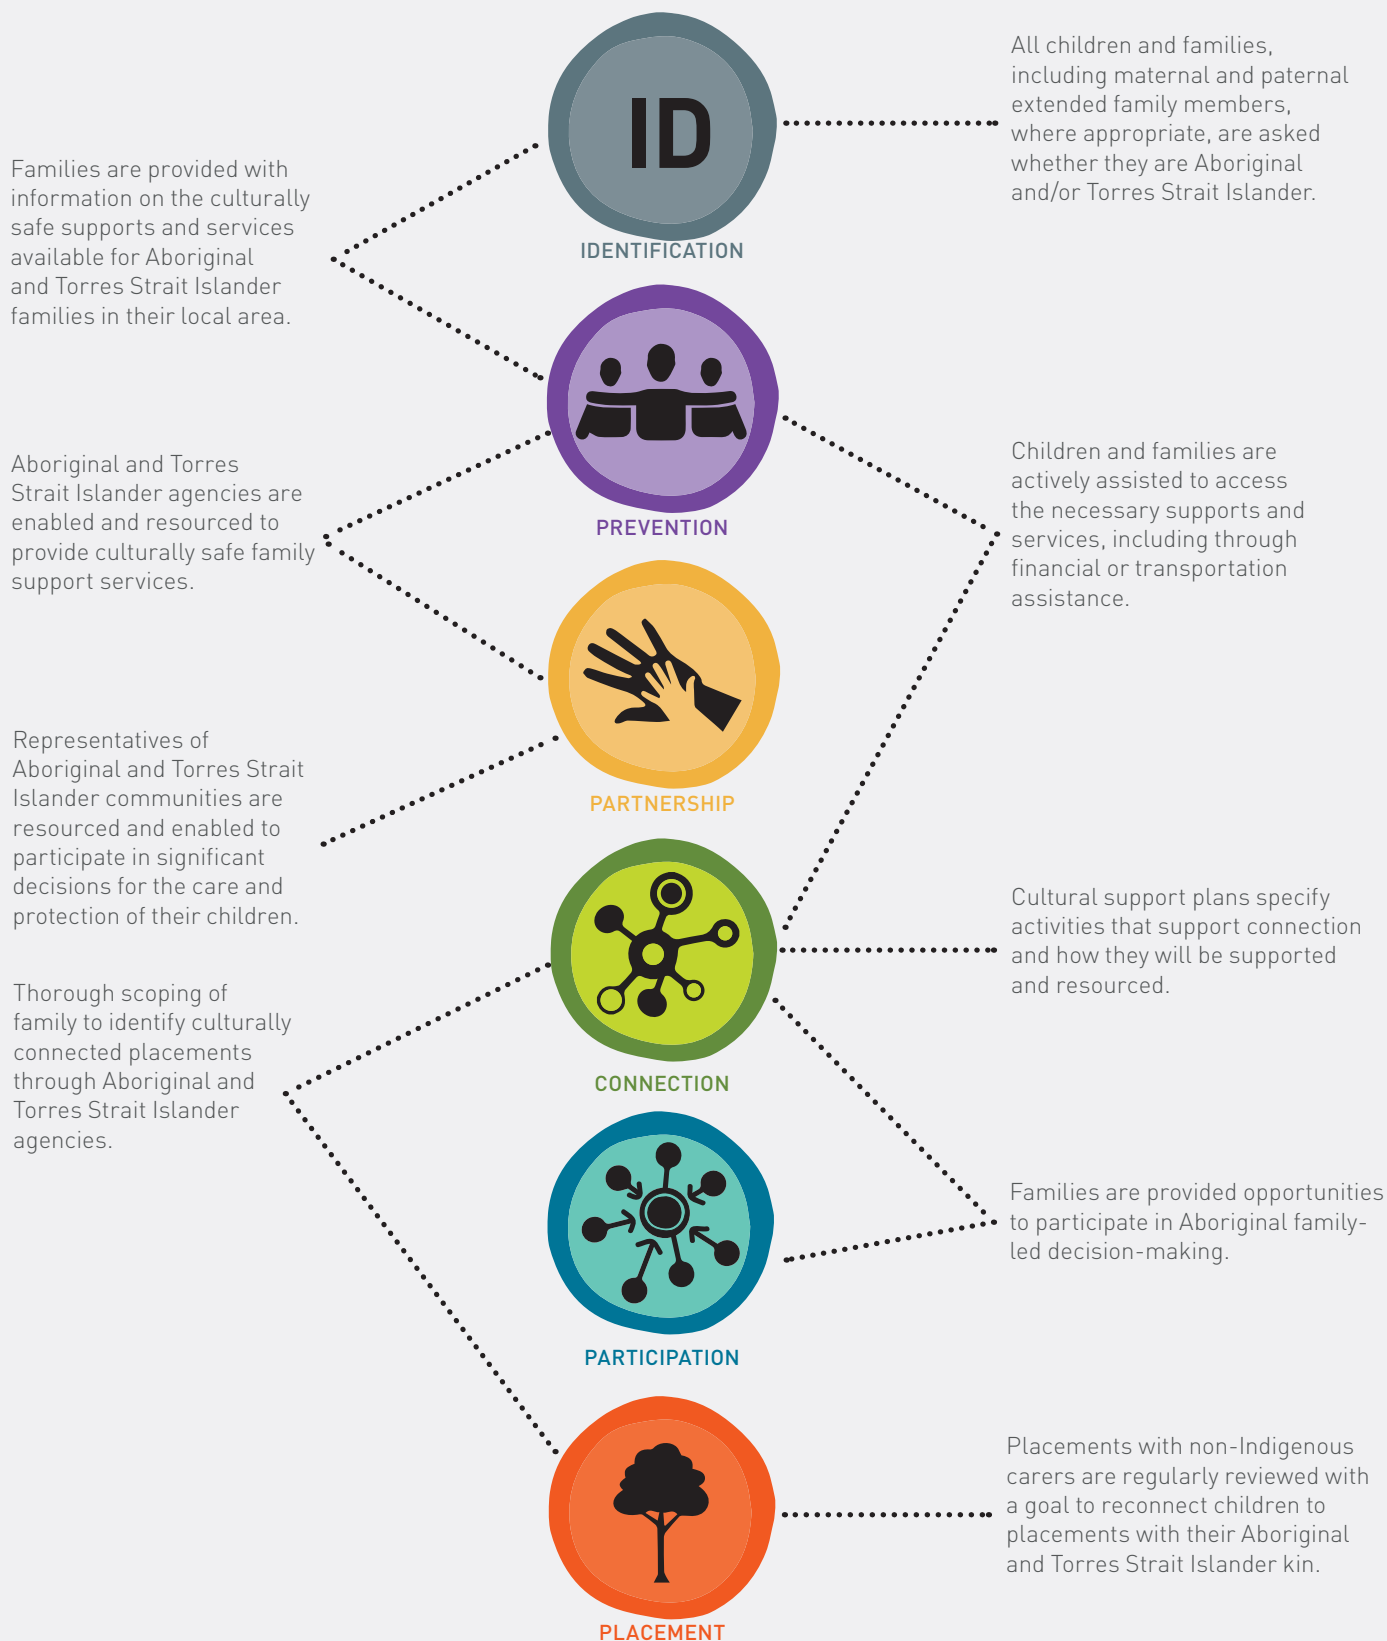 ID
IDENTIFICATION
All children and families,
including maternal and paternal
extended family members,
where appropriate, are asked
whether they are Aboriginal
and/or Torres Strait Islander.
Families are provided with
information on the culturally
safe supports and services
available for Aboriginal
and Torres Strait Islander
families in their local area.
PREVENTION
Aboriginal and Torres
Strait Islander agencies are
enabled and resourced to
provide culturally safe family
support services.
Children and families are
actively assisted to access
the necessary supports and
services, including through
financial or transportation
assistance.
PARTNERSHIP
Representatives of
Aboriginal and Torres Strait
Islander communities are
resourced and enabled to
participate in significant
decisions for the care and
protection of their children.
Cultural support plans specify
activities that support connection
and how they will be supported
and resourced.
CONNECTION
Thorough scoping of
family to identify culturally
connected placements
through Aboriginal and
Torres Strait Islander
agencies.
Families are provided opportunities
to participate in Aboriginal family-
led decision-making.
PARTICIPATION
Placements with non-Indigenous
carers are regularly reviewed with
a goal to reconnect children to
placements with their Aboriginal
and Torres Strait Islander kin.
PLACEMENT